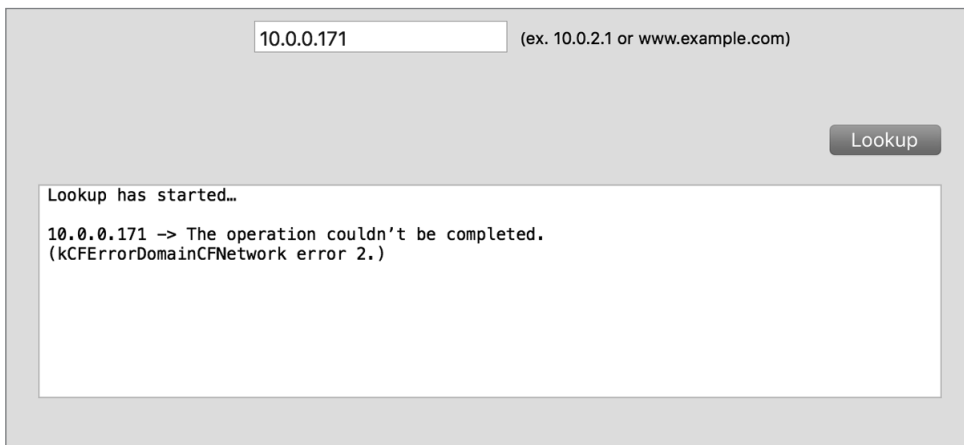 10.0.0.171 (ex. 10.0.2.1 or www.example.com)
Lookup
Lookup has started…
10.0.0.171 -> The operation couldn’t be completed.
(kCFErrorDomainCFNetwork error 2.)